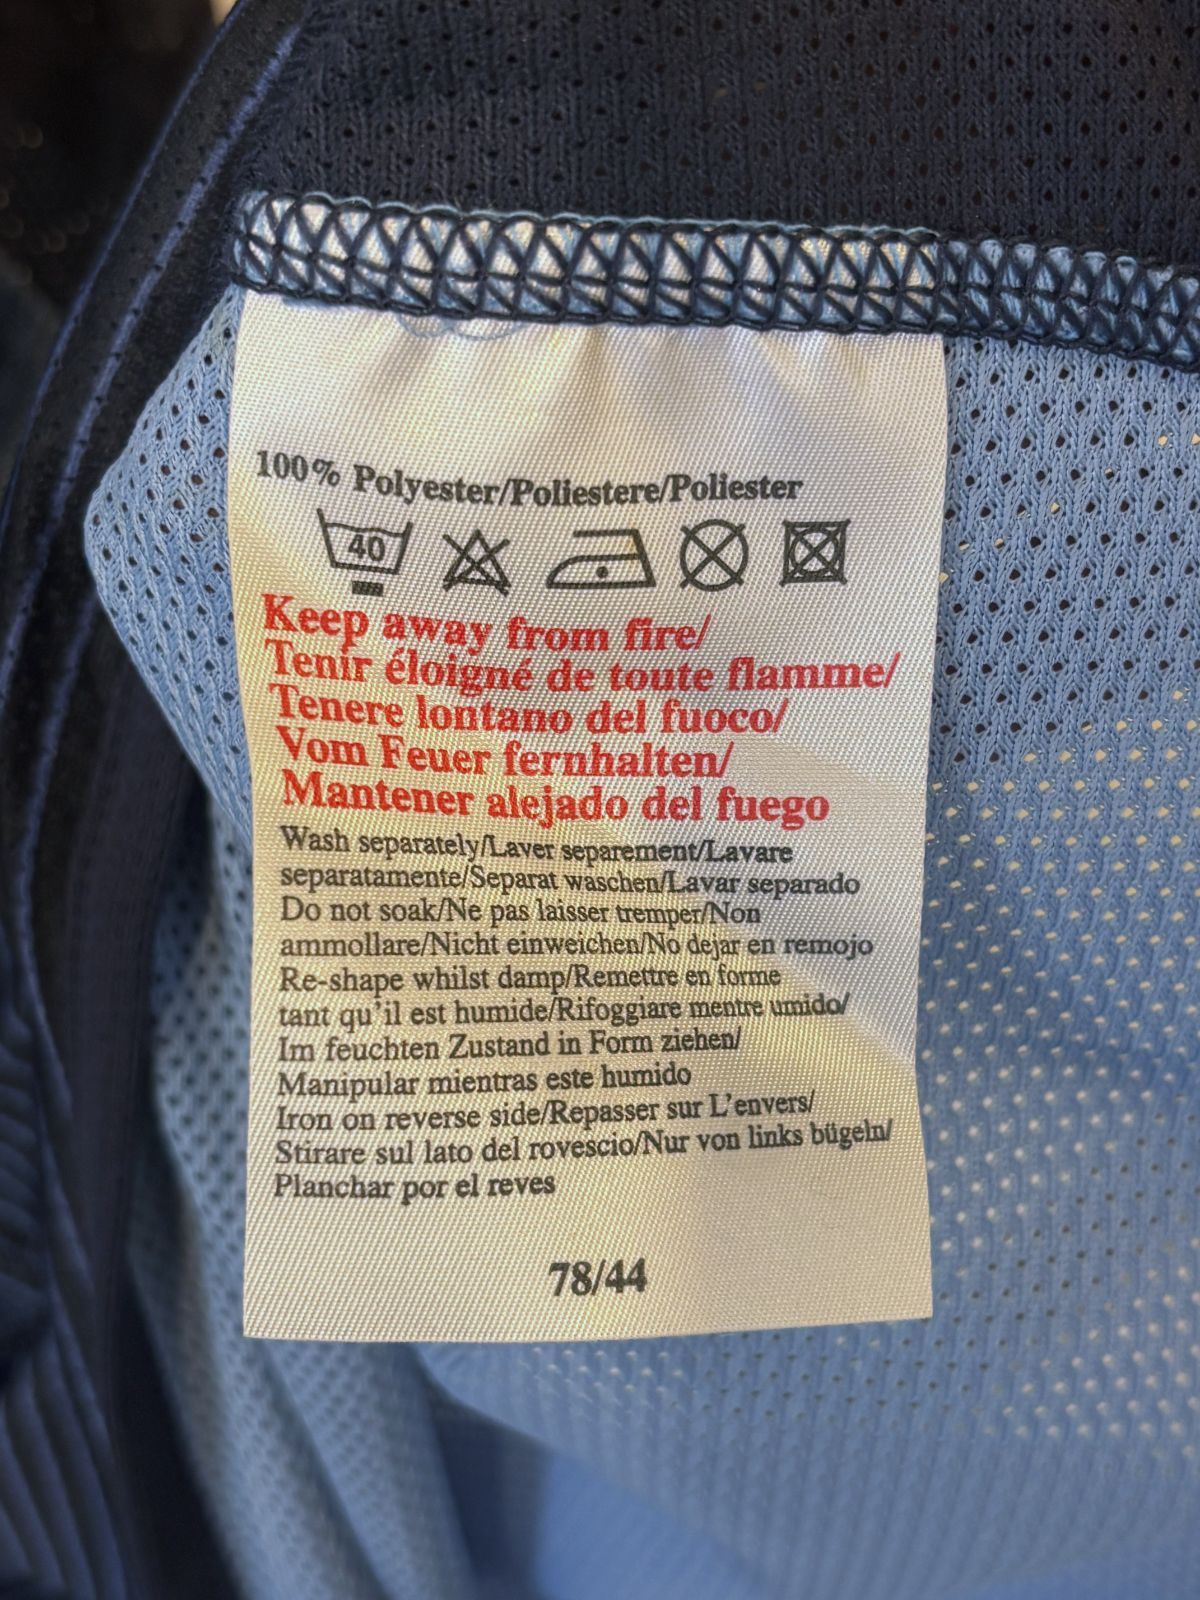 100% Polyester/Poliestere/Poliester
40
Keep away from fire/
Tenir éloigné de toute flamme/
Tenere lontano del fuoco/
Vom Feuer fernhalten/
Mantener alejado del fuego
Wash separately/Laver separement/Lavare
separatamente/Separat waschen/Lavar separado
Do not soak/Ne pas laisser tremper/Non
ammollare/Nicht einweichen/No dejar en remojo
Re-shape whilst damp/Remettre en forme
tant qu'il est humide/Rifoggiare mentre umido/
Im feuchten Zustand in Form ziehen/
Manipular mientras este humido
Iron on reverse side/Repasser sur L'envers/
Stirare sul lato del rovescio/Nur von links bügeln/
Planchar por el reves
78/44